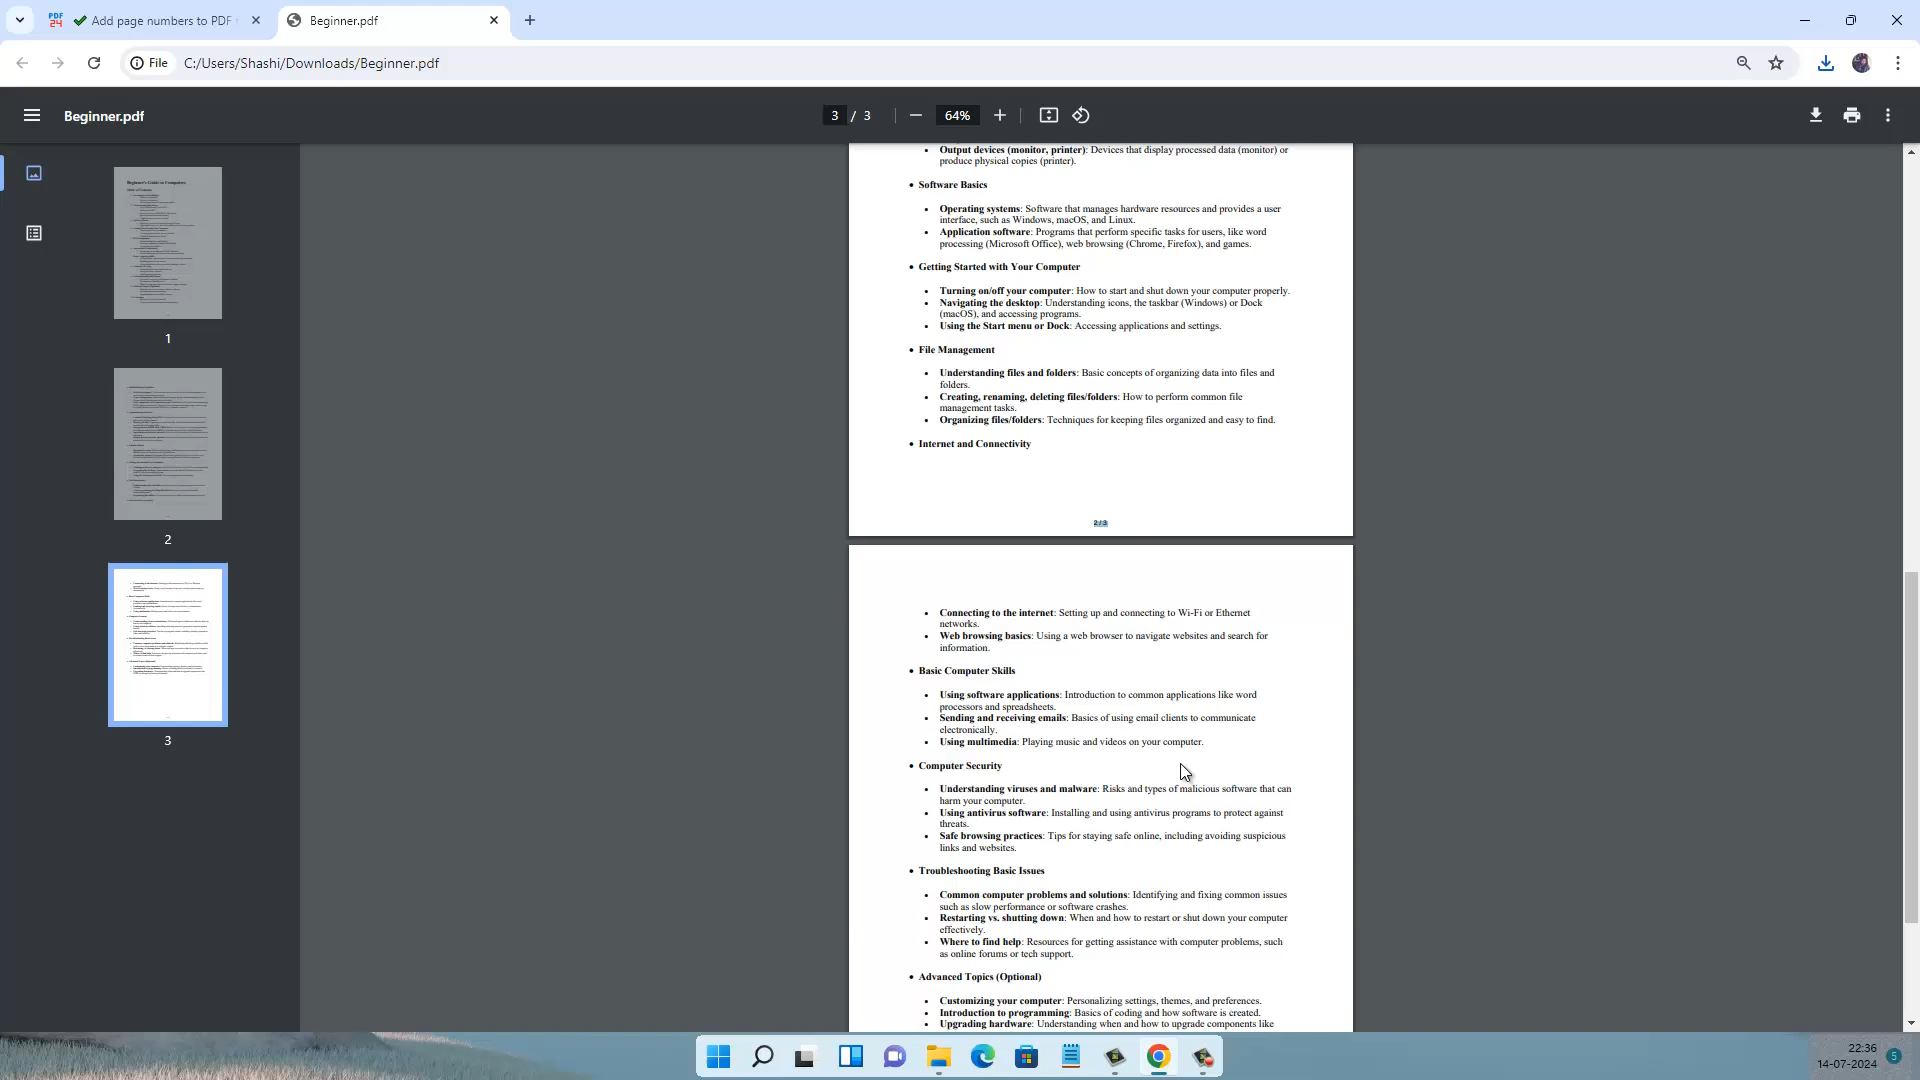 PDF 24 Add page numbers to PDF
Beginner.pdf
File C:/Users/Shashi/Downloads/Beginner.pdf
Beginner.pdf
3 / 3
64%
1
2
3
• Output devices (monitor, printer): Devices that display processed data (monitor) or
produce physical copies (printer).
• Software Basics
• Operating systems: Software that manages hardware resources and provides a user
interface, such as Windows, macOS, and Linux.
• Application software: Programs that perform specific tasks for users, like word
processing (Microsoft Office), web browsing (Chrome, Firefox), and games.
• Getting Started with Your Computer
• Turning on/off your computer: How to start and shut down your computer properly.
• Navigating the desktop: Understanding icons, the taskbar (Windows) or Dock
(macOS), and accessing programs.
• Using the Start menu or Dock: Accessing applications and settings.
• File Management
• Understanding files and folders: Basic concepts of organizing data into files and
folders.
• Creating, renaming, deleting files/folders: How to perform common file
management tasks.
• Organizing files/folders: Techniques for keeping files organized and easy to find.
• Internet and Connectivity
2 / 3
• Connecting to the internet: Setting up and connecting to Wi-Fi or Ethernet
networks.
• Web browsing basics: Using a web browser to navigate websites and search for
information.
• Basic Computer Skills
• Using software applications: Introduction to common applications like word
processors and spreadsheets.
• Sending and receiving emails: Basics of using email clients to communicate
electronically.
• Using multimedia: Playing music and videos on your computer.
• Computer Security
• Understanding viruses and malware: Risks and types of malicious software that can
harm your computer.
• Using antivirus software: Installing and using antivirus programs to protect against
threats.
• Safe browsing practices: Tips for staying safe online, including avoiding suspicious
links and websites.
• Troubleshooting Basic Issues
• Common computer problems and solutions: Identifying and fixing common issues
such as slow performance or software crashes.
• Restarting vs. shutting down: When and how to restart or shut down your computer
effectively.
• Where to find help: Resources for getting assistance with computer problems, such
as online forums or tech support.
• Advanced Topics (Optional)
• Customizing your computer: Personalizing settings, themes, and preferences.
• Introduction to programming: Basics of coding and how software is created.
• Upgrading hardware: Understanding when and how to upgrade components like
22:36
14-07-2024
5